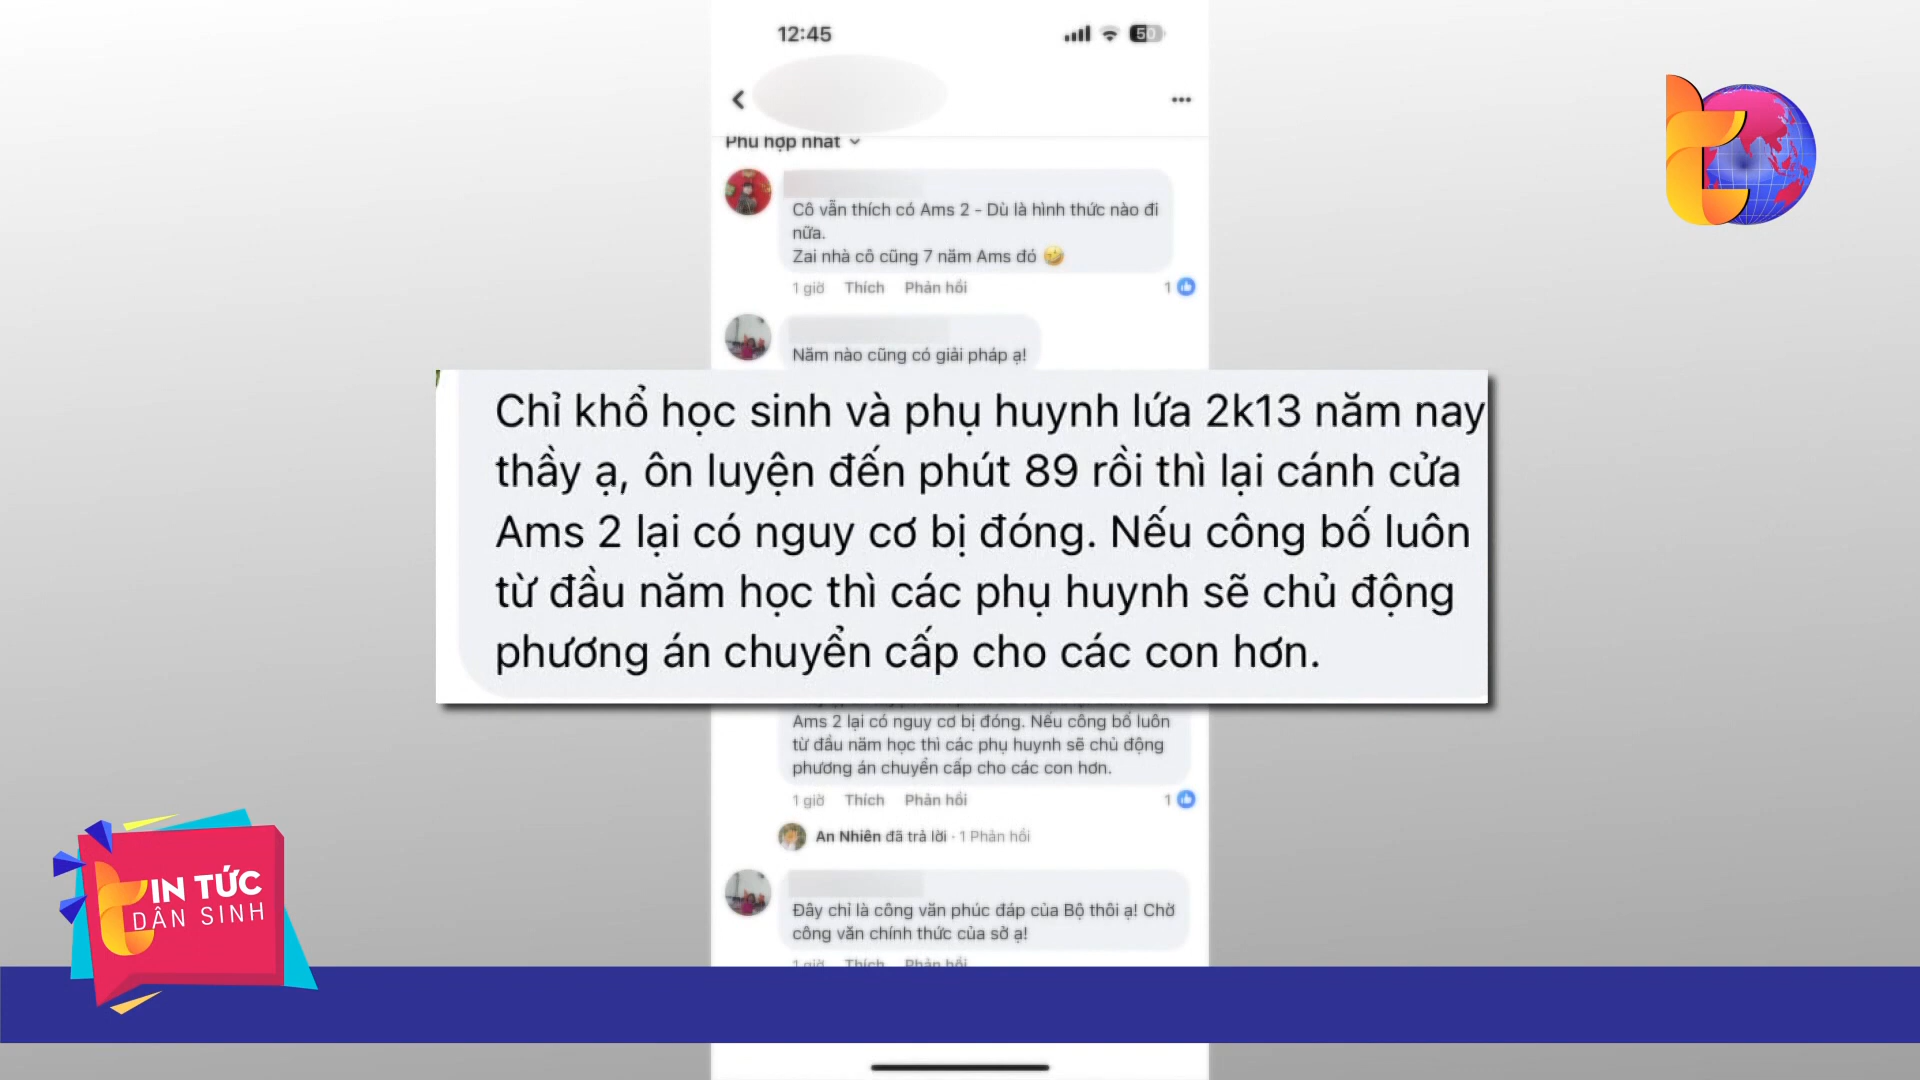 12:45
50
Phù hợp nhất
Cô vẫn thích có Ams 2 - Dù là hình thức nào đi
nữa.
Zai nhà cô cũng 7 năm Ams đó 🤣
1 giờ Thích Phản hồi 1
Năm nào cũng có giải pháp ạ!
Chỉ khổ học sinh và phụ huynh lứa 2k13 năm nay
thầy ạ, ôn luyện đến phút 89 rồi thì lại cánh cửa
Ams 2 lại có nguy cơ bị đóng. Nếu công bố luôn
từ đầu năm học thì các phụ huynh sẽ chủ động
phương án chuyển cấp cho các con hơn.
Ams 2 lại có nguy cơ bị đóng. Nếu công bố luôn
từ đầu năm học thì các phụ huynh sẽ chủ động
phương án chuyển cấp cho các con hơn.
1 giờ Thích Phản hồi 1
An Nhiên đã trả lời · 1 Phản hồi
Đây chỉ là công văn phúc đáp của Bộ thôi ạ! Chờ
công văn chính thức của sở ạ!
1 giờ Thích Phản hồi
TIN TỨC
DÂN SINH